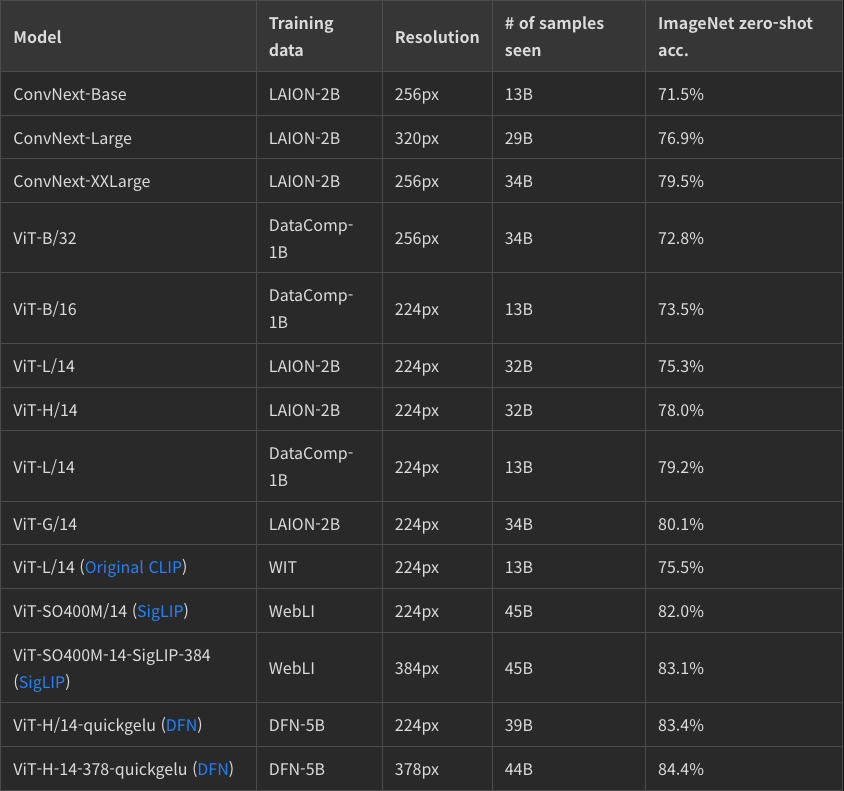 Model Training data Resolution # of samples seen ImageNet zero-shot acc.
ConvNext-Base LAION-2B 256px 13B 71.5%
ConvNext-Large LAION-2B 320px 29B 76.9%
ConvNext-XXLarge LAION-2B 256px 34B 79.5%
ViT-B/32 DataComp-1B 256px 34B 72.8%
ViT-B/16 DataComp-1B 224px 13B 73.5%
ViT-L/14 LAION-2B 224px 32B 75.3%
ViT-H/14 LAION-2B 224px 32B 78.0%
ViT-L/14 DataComp-1B 224px 13B 79.2%
ViT-G/14 LAION-2B 224px 34B 80.1%
ViT-L/14 (Original CLIP) WIT 224px 13B 75.5%
ViT-SO400M/14 (SigLIP) WebLI 224px 45B 82.0%
ViT-SO400M-14-SigLIP-384 (SigLIP) WebLI 384px 45B 83.1%
ViT-H/14-quickgelu (DFN) DFN-5B 224px 39B 83.4%
ViT-H-14-378-quickgelu (DFN) DFN-5B 378px 44B 84.4%